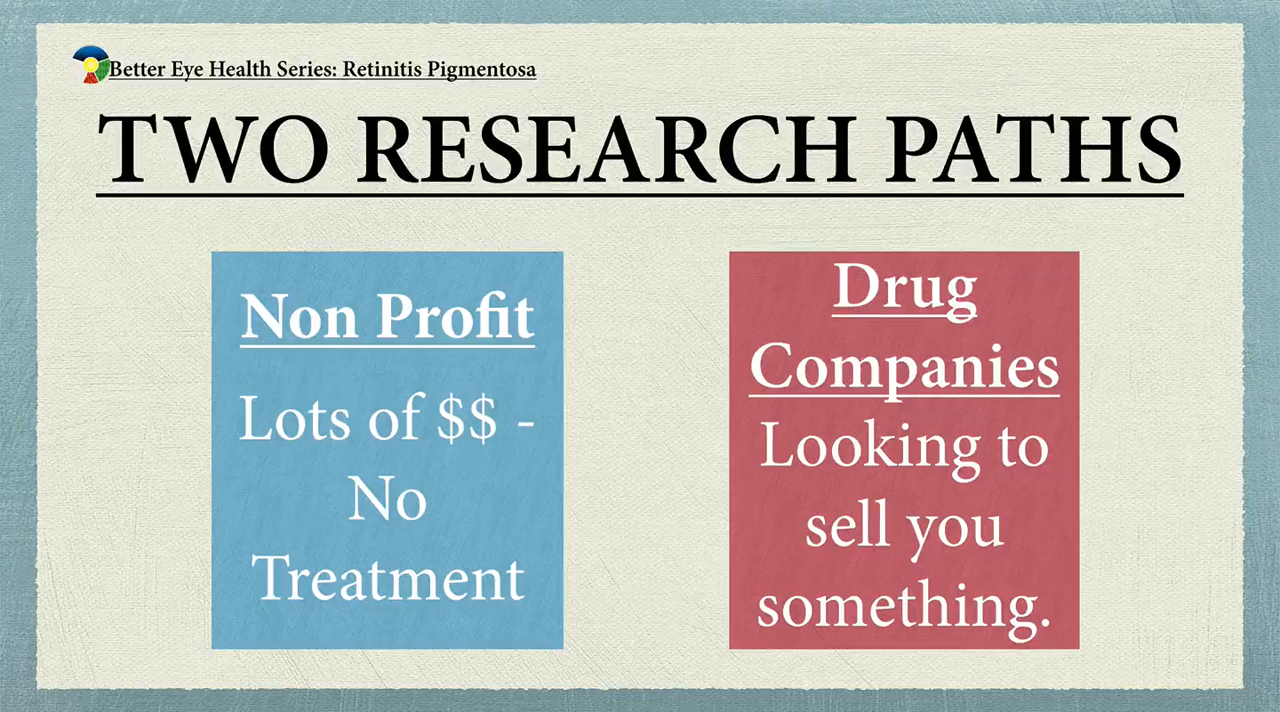 Better Eye Health Series: Retinitis Pigmentosa
TWO RESEARCH PATHS
Non Profit
Lots of $$ -
No
Treatment
Drug
Companies
Looking to
sell you
something.